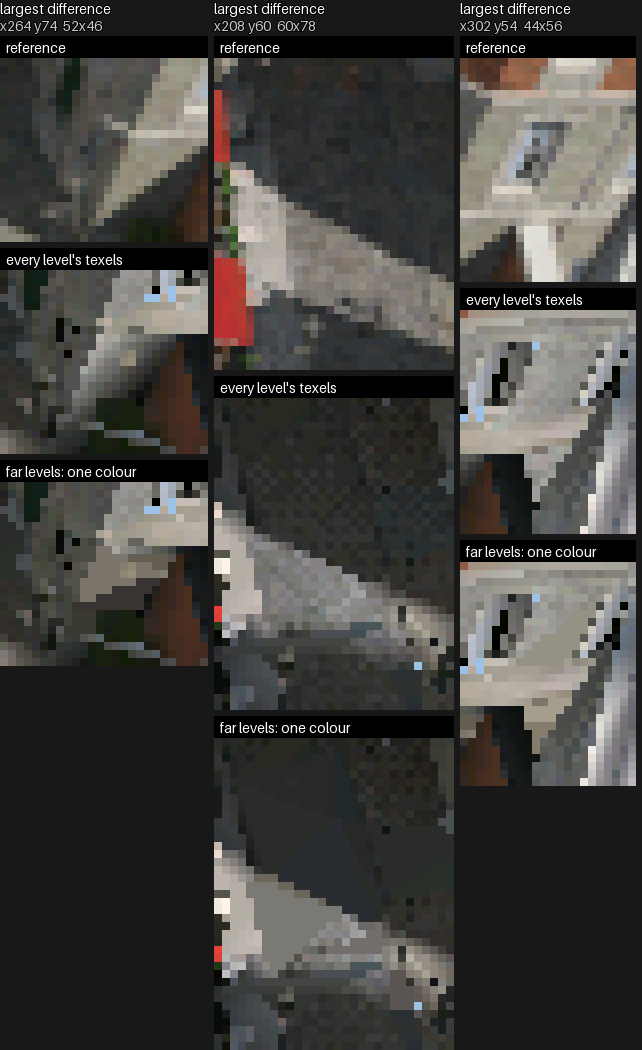 largest difference
x264 y74 52x46
reference
every level's texels
far levels: one colour
largest difference
x208 y60 60x78
reference
every level's texels
far levels: one colour
largest difference
x302 y54 44x56
reference
every level's texels
far levels: one colour